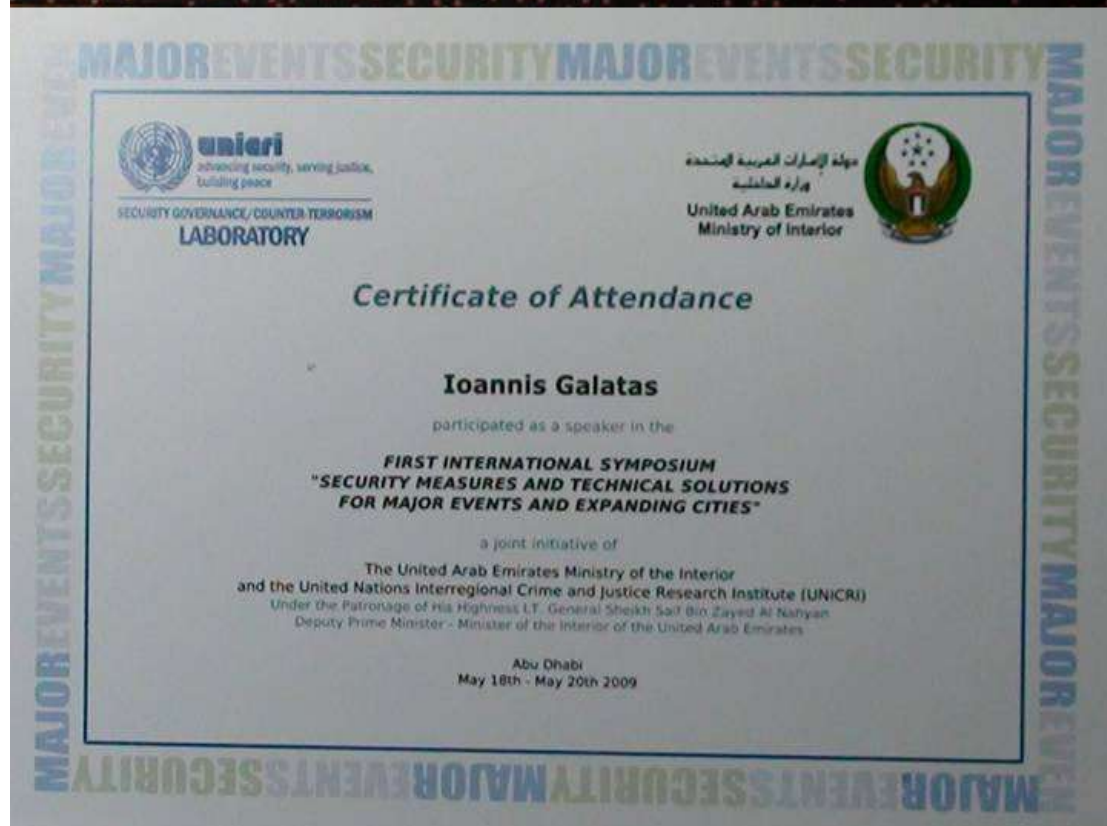 MAJOREVENTSSECURITYMAJOREVENTSSECURITY
unicri
advancing security, serving justice,
building peace
SECURITY GOVERNANCE/COUNTER-TERRORISM
LABORATORY
دولة الإمارات العربية المتحدة
وزارة الداخلية
United Arab Emirates
Ministry of Interior
Certificate of Attendance
Ioannis Galatas
participated as a speaker in the
FIRST INTERNATIONAL SYMPOSIUM
"SECURITY MEASURES AND TECHNICAL SOLUTIONS
FOR MAJOR EVENTS AND EXPANDING CITIES"
a joint initiative of
The United Arab Emirates Ministry of the Interior
and the United Nations Interregional Crime and Justice Research Institute (UNICRI)
Under the Patronage of His Highness LT. General Sheikh Saif Bin Zayed Al Nahyan
Deputy Prime Minister - Minister of the Interior of the United Arab Emirates
Abu Dhabi
May 18th - May 20th 2009
MAJOREVENTSSECURITYMAJOREVEN
MAJOREVENTSSECURITYMAJOREVENTSSECURITY
MAJOREVENTSSECURITYMAJOREVEN